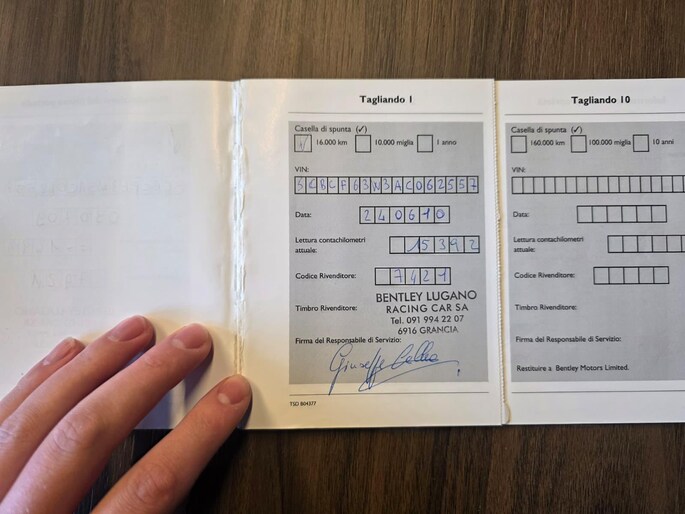 Tagliando 1
Casella di spunta (✓)
✓ 16.000 km 10.000 miglia 1 anno
VIN:
SCBCF63W3AC062557
Data: 240610
Lettura contachilometri
attuale: 15392
Codice Rivenditore: 7421
Timbro Rivenditore:
BENTLEY LUGANO
RACING CAR SA
Tel. 091 994 22 07
6916 GRANCIA
Firma del Responsabile di Servizio:
Giuseppe
TSD B04377
Tagliando 10
Casella di spunta (✓)
160.000 km 100.000 miglia 10 anni
VIN:
Data:
Lettura contachilometri
attuale:
Codice Rivenditore:
Timbro Rivenditore:
Firma del Responsabile di Servizio:
Restituire a Bentley Motors Limited.